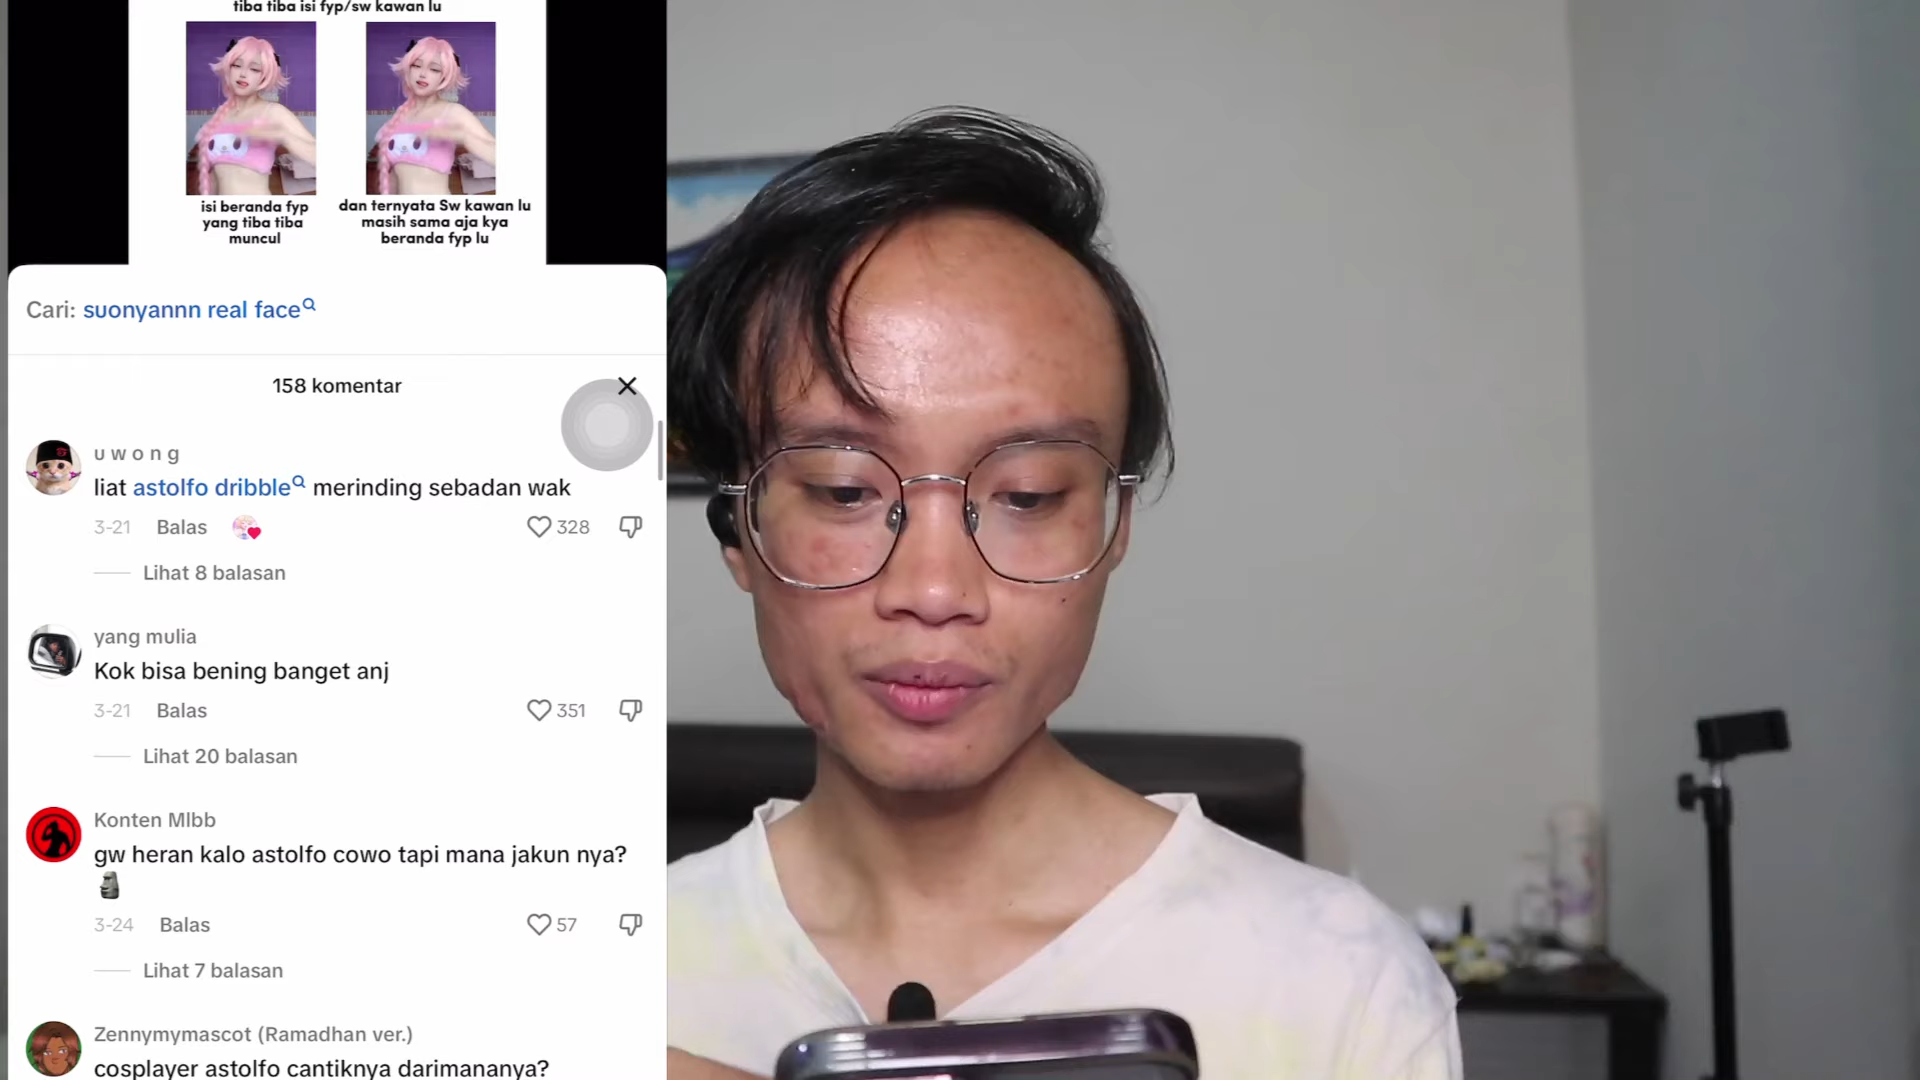 tiba tiba isi fyp/sw kawan lu
isi beranda fyp
yang tiba tiba
muncul
dan ternyata Sw kawan lu
masih sama aja kya
beranda fyp lu
Cari: suonyannn real face
158 komentar
u w o n g
liat astolfo dribble merinding sebadan wak
3-21 Balas 328
Lihat 8 balasan
yang mulia
Kok bisa bening banget anj
3-21 Balas 351
Lihat 20 balasan
Konten Mlbb
gw heran kalo astolfo cowo tapi mana jakun nya?
🗿
3-24 Balas 57
Lihat 7 balasan
Zennymymascot (Ramadhan ver.)
cosplayer astolfo cantiknya darimananya?